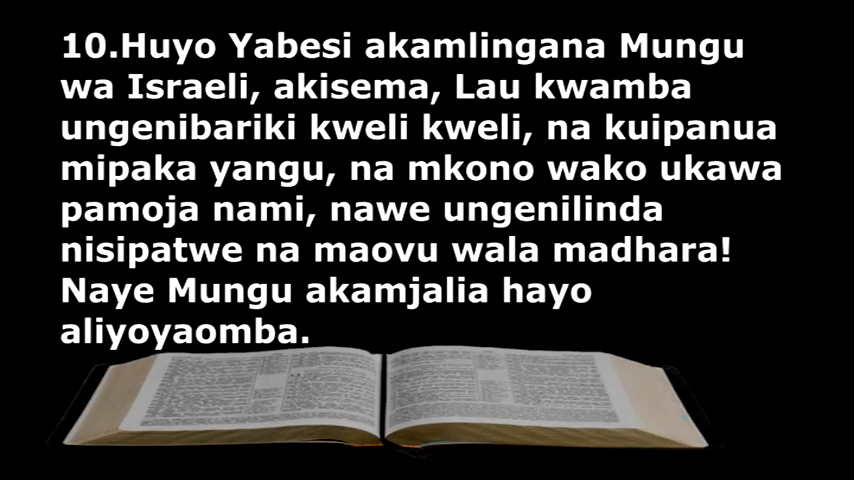 10.Huyo Yabesi akamlingana Mungu
wa Israeli, akisema, Lau kwamba
ungenibariki kweli kweli, na kuipanua
mipaka yangu, na mkono wako ukawa
pamoja nami, nawe ungenilinda
nisipatwe na maovu wala madhara!
Naye Mungu akamjalia hayo
aliyoyaomba.